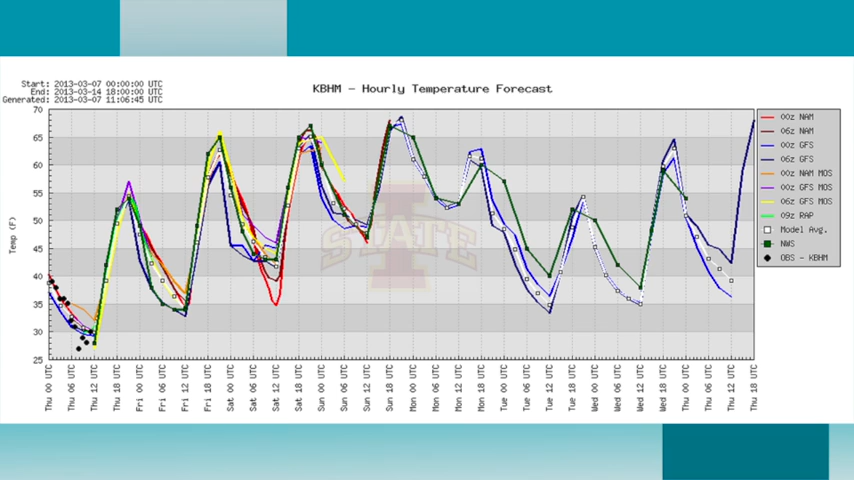 Start: 2013-03-07 00:00:00 UTC
End: 2013-03-14 18:00:00 UTC
Generated: 2013-03-07 11:06:45 UTC
KBHM - Hourly Temperature Forecast
70
65
60
55
50
45
40
35
30
25
Temp (F)
STATE
00z NAM
06z NAM
00z GFS
06z GFS
00z NAM MOS
00z GFS MOS
06z GFS MOS
09z RAP
Model Avg.
NWS
OBS - KBHM
Thu 00 UTC
Thu 06 UTC
Thu 12 UTC
Thu 18 UTC
Fri 00 UTC
Fri 06 UTC
Fri 12 UTC
Fri 18 UTC
Sat 00 UTC
Sat 06 UTC
Sat 12 UTC
Sat 18 UTC
Sun 00 UTC
Sun 06 UTC
Sun 12 UTC
Sun 18 UTC
Mon 00 UTC
Mon 06 UTC
Mon 12 UTC
Mon 18 UTC
Tue 00 UTC
Tue 06 UTC
Tue 12 UTC
Tue 18 UTC
Wed 00 UTC
Wed 06 UTC
Wed 12 UTC
Wed 18 UTC
Thu 00 UTC
Thu 06 UTC
Thu 12 UTC
Thu 18 UTC